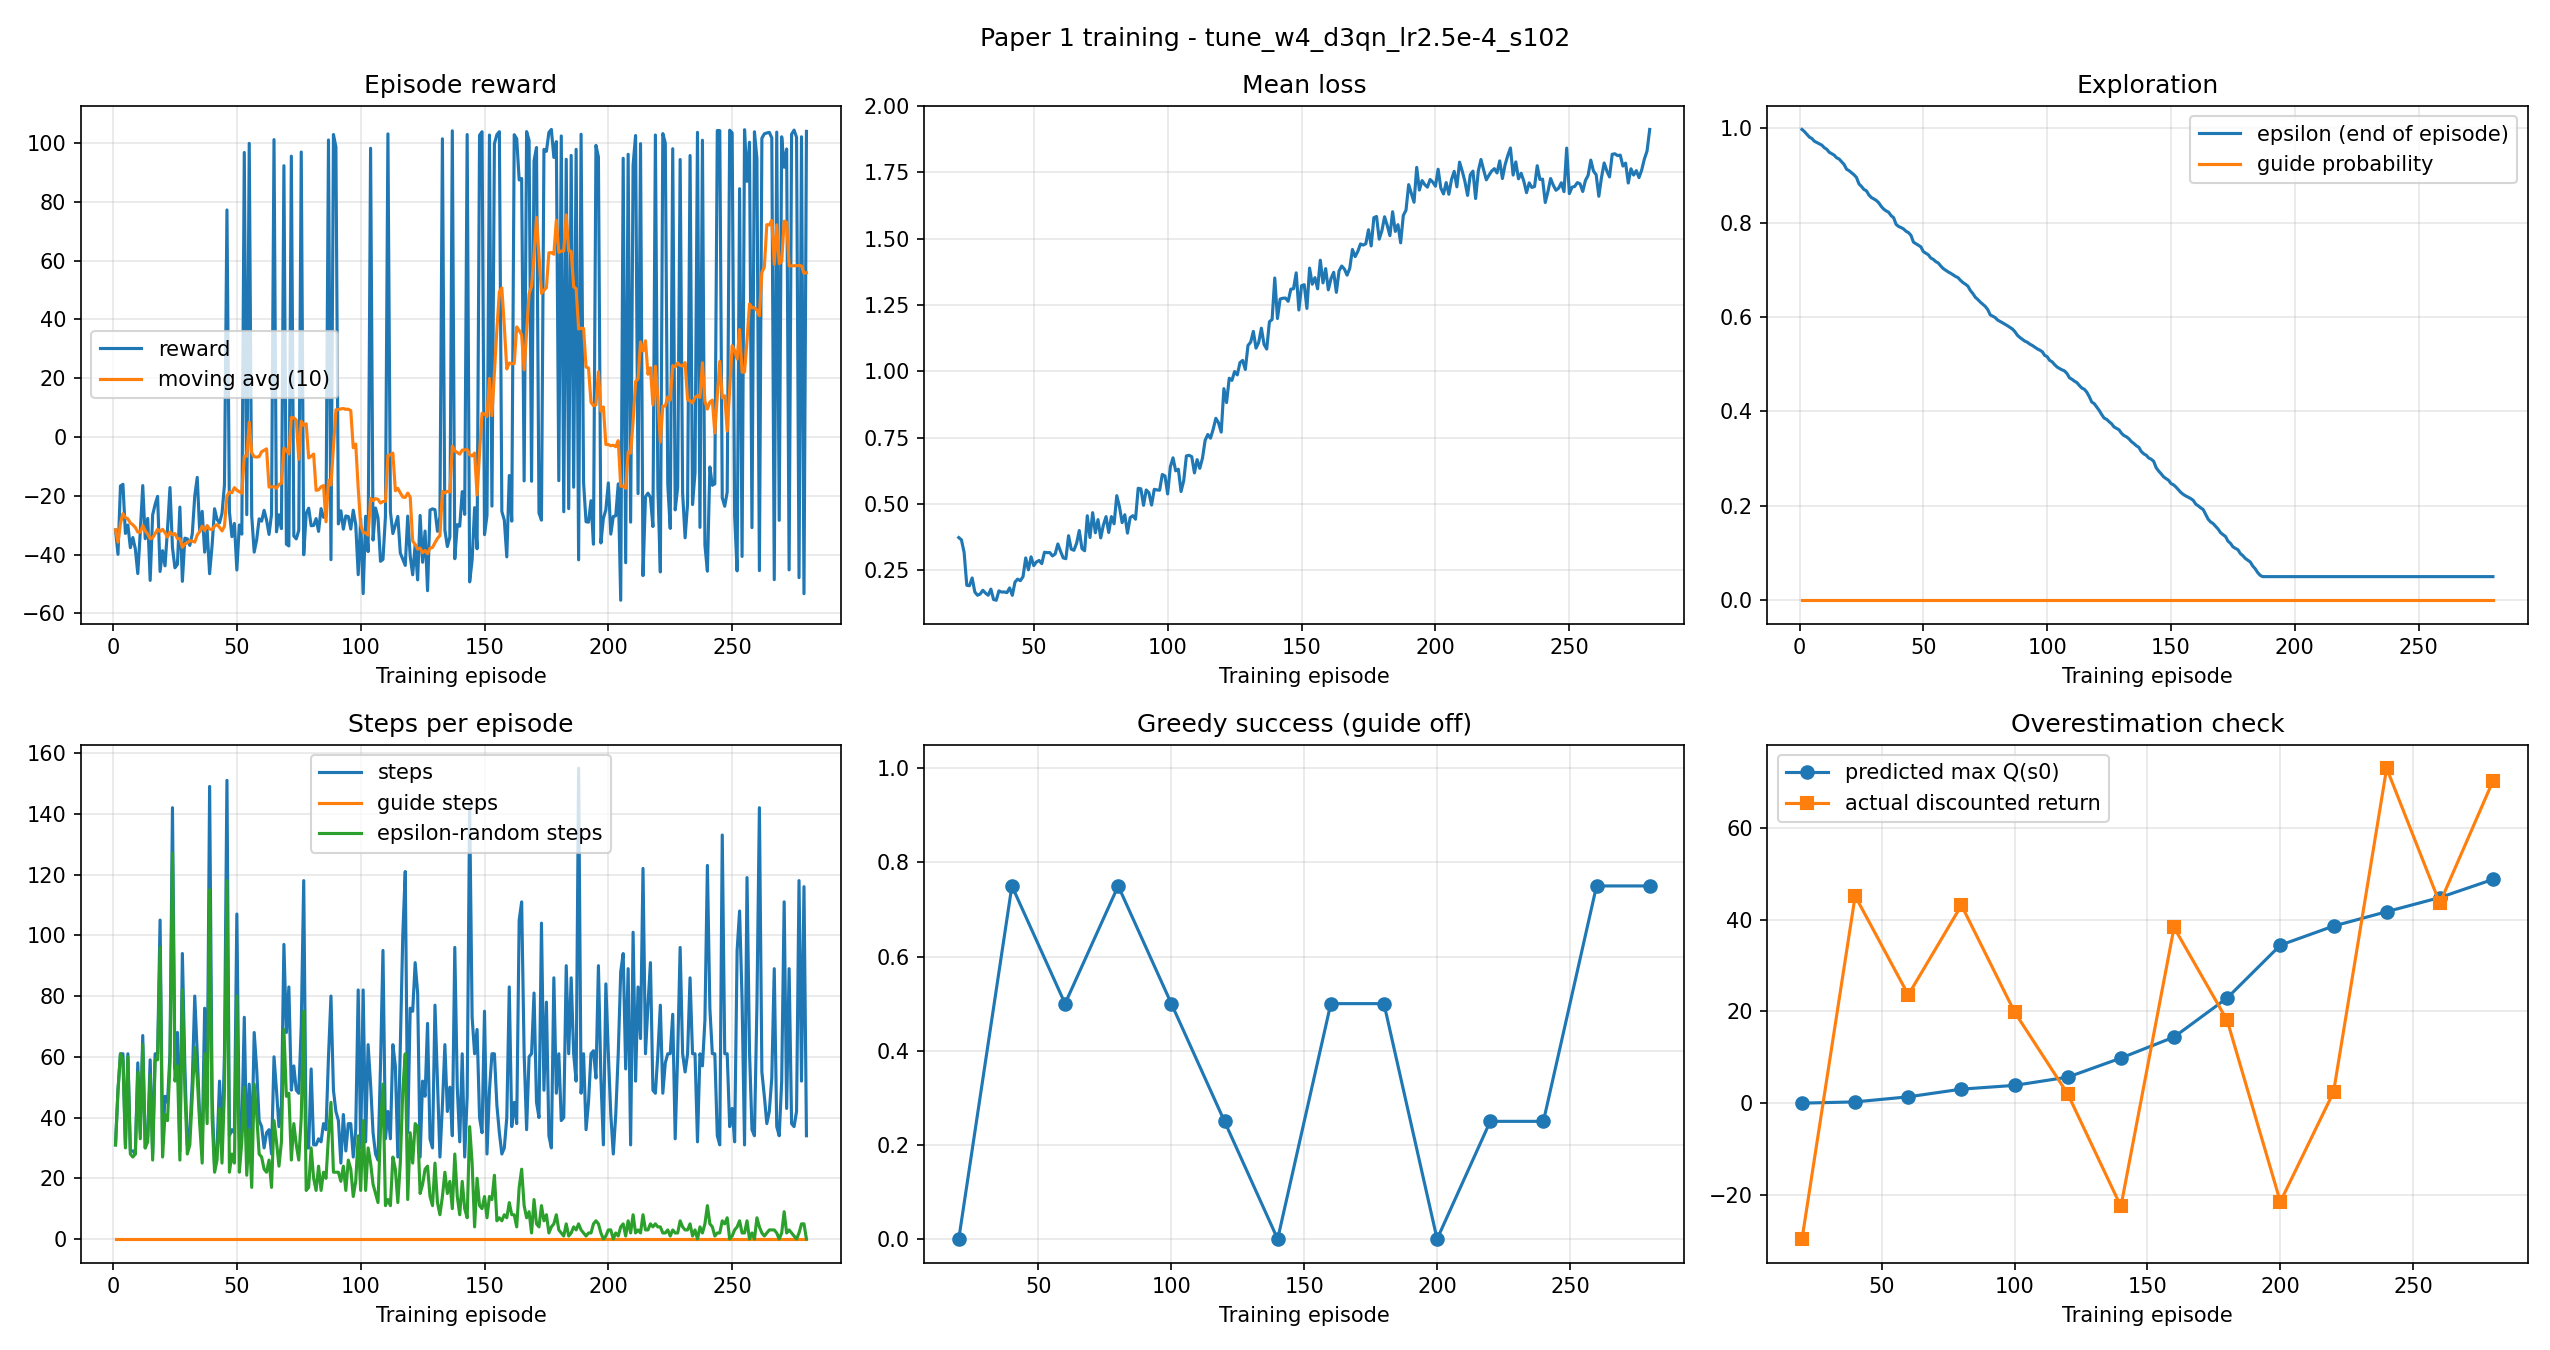 Paper 1 training - tune_w4_d3qn_lr2.5e-4_s102
Episode reward
100
80
60
40
20
0
−20
−40
−60
reward
moving avg (10)
0 50 100 150 200 250
Training episode
Mean loss
2.00
1.75
1.50
1.25
1.00
0.75
0.50
0.25
50 100 150 200 250
Training episode
Exploration
1.0
0.8
0.6
0.4
0.2
0.0
epsilon (end of episode)
guide probability
0 50 100 150 200 250
Training episode
Steps per episode
160
140
120
100
80
60
40
20
0
steps
guide steps
epsilon-random steps
0 50 100 150 200 250
Training episode
Greedy success (guide off)
1.0
0.8
0.6
0.4
0.2
0.0
50 100 150 200 250
Training episode
Overestimation check
60
40
20
0
−20
predicted max Q(s0)
actual discounted return
50 100 150 200 250
Training episode